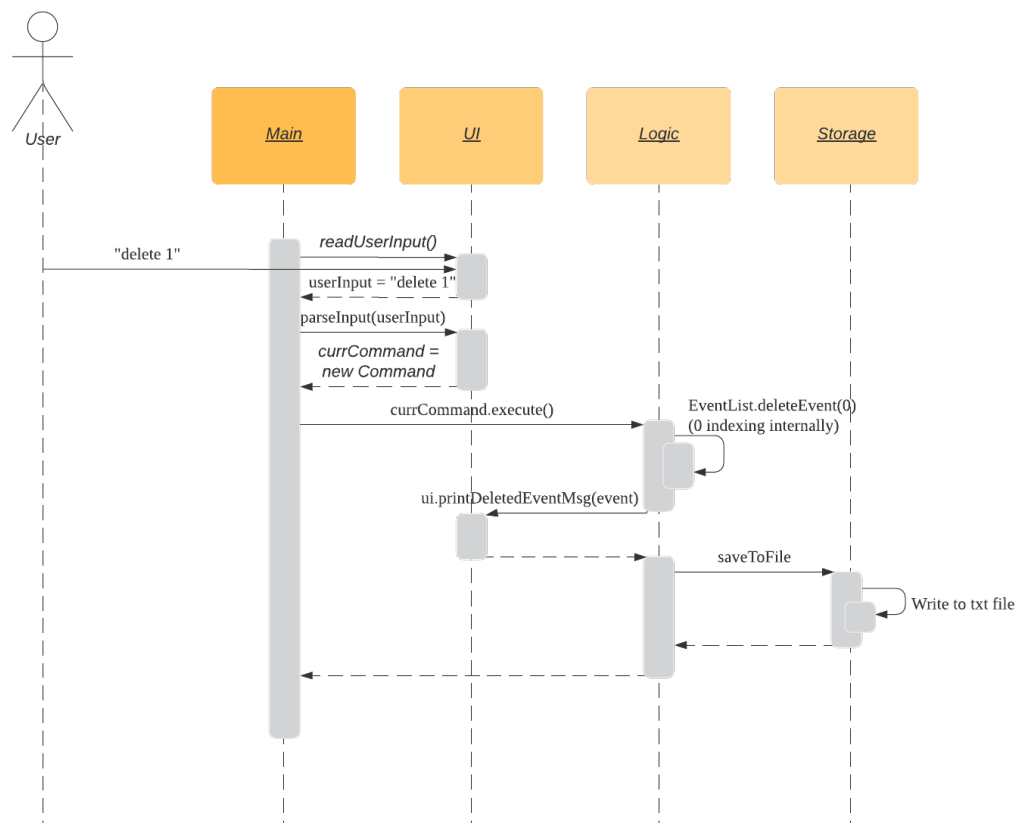 User
Main
UI
Logic
Storage
"delete 1"
readUserInput()
userInput = "delete 1"
parseInput(userInput)
currCommand =
new Command
currCommand.execute()
EventList.deleteEvent(0)
(0 indexing internally)
ui.printDeletedEventMsg(event)
saveToFile
Write to txt file